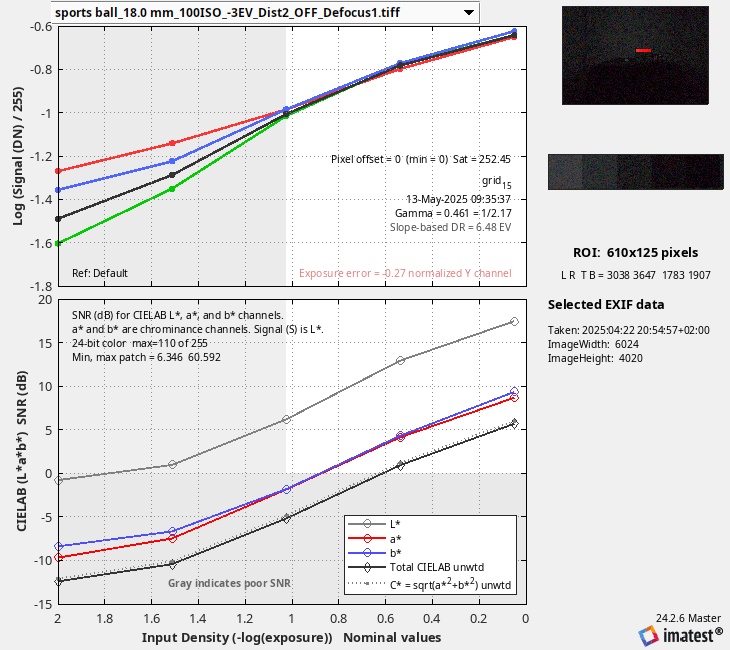 sports ball_18.0 mm_100ISO_-3EV_Dist2_OFF_Defocus1.tiff
-0.6
-0.8
-1
-1.2
-1.4
-1.6
-1.8
Log (Signal (DN) / 255)
Pixel offset = 0 (min = 0) Sat = 252.45
grid15
13-May-2025 09:35:37
Gamma = 0.461 = 1/2.17
Slope-based DR = 6.48 EV
Ref: Default
Exposure error = -0.27 normalized Y channel
ROI: 610x125 pixels
L R T B = 3038 3647 1783 1907
Selected EXIF data
Taken: 2025:04:22 20:54:57+02:00
ImageWidth: 6024
ImageHeight: 4020
20
15
10
5
0
-5
-10
-15
CIELAB (L*a*b*) SNR (dB)
SNR (dB) for CIELAB L*, a*, and b* channels.
a* and b* are chrominance channels. Signal (S) is L*.
24-bit color max=110 of 255
Min, max patch = 6.346 60.592
L*
a*
b*
Total CIELAB unwtd
C* = sqrt(a*2+b*2) unwtd
Gray indicates poor SNR
2 1.8 1.6 1.4 1.2 1 0.8 0.6 0.4 0.2 0
Input Density (-log(exposure)) Nominal values
24.2.6 Master
imatest®